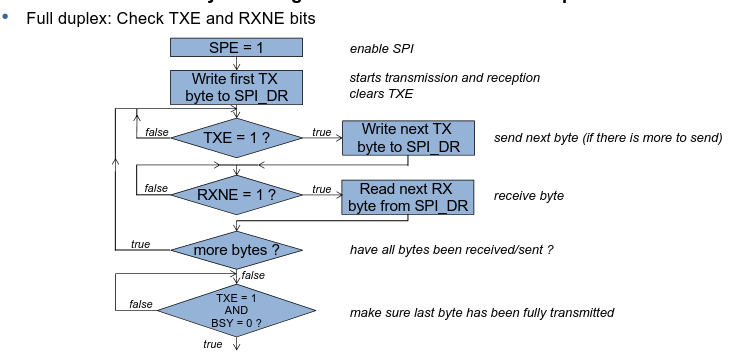 • Full duplex: Check TXE and RXNE bits
SPE = 1
enable SPI
Write first TX
byte to SPI_DR
starts transmission and reception
clears TXE
false
TXE = 1 ?
true
Write next TX
byte to SPI_DR
send next byte (if there is more to send)
false
RXNE = 1 ?
true
Read next RX
byte from SPI_DR
receive byte
true
more bytes ?
have all bytes been received/sent ?
false
false
TXE = 1
AND
BSY = 0 ?
make sure last byte has been fully transmitted
true